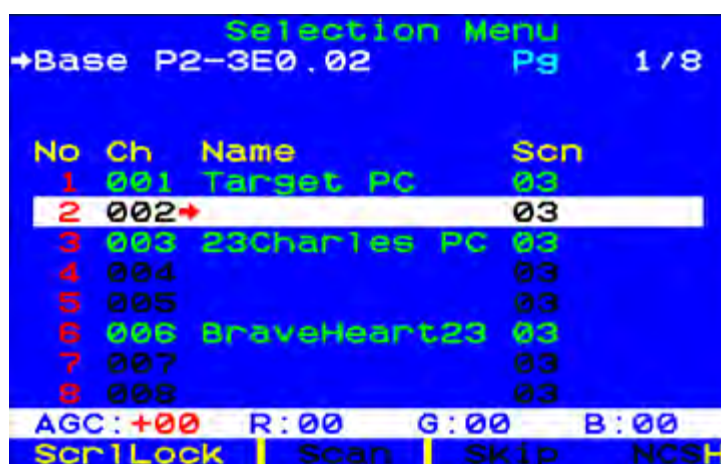 Selection Menu
→Base P2-3E0.02 Pg 1/8
No Ch Name Scn
1 001 Target PC 03
2 002→ 03
3 003 23Charles PC 03
4 004 03
5 005 03
6 006 BraveHeart23 03
7 007 03
8 008 03
AGC:+00 R:00 G:00 B:00
ScrlLock Scan Skip NCSH